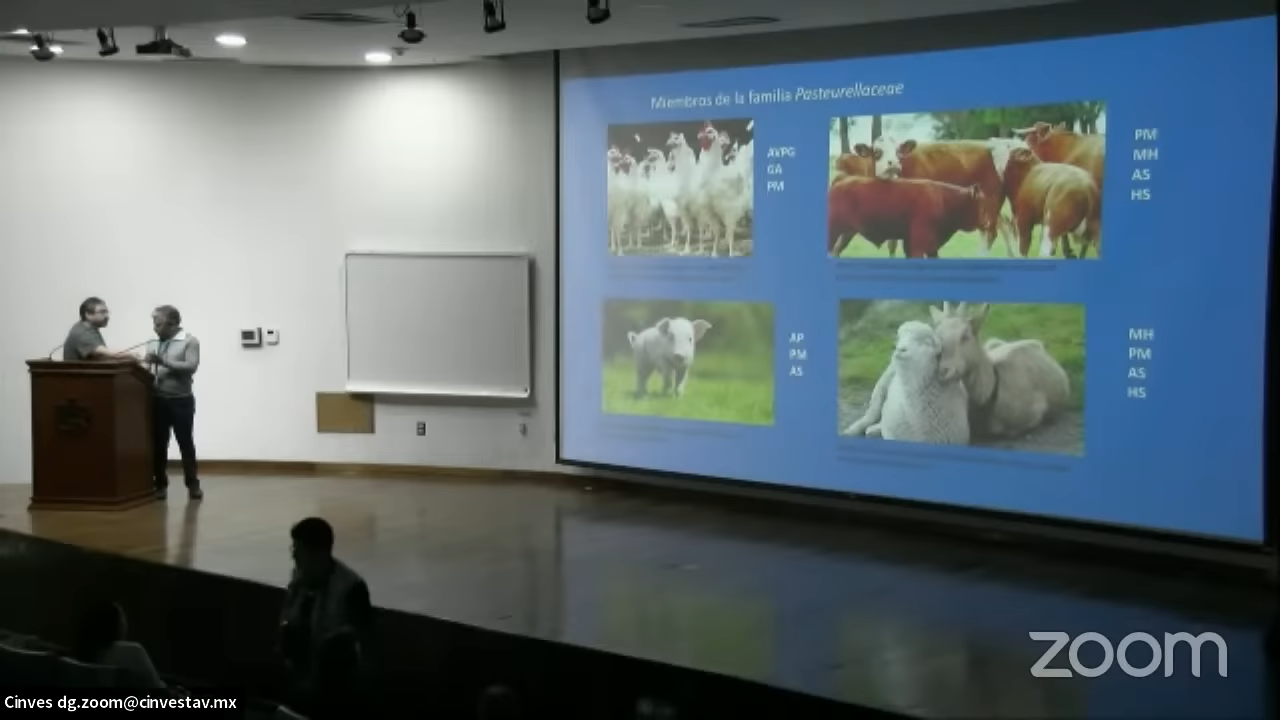 Miembros de la familia Pasteurellaceae
AVPG
GA
PM
PM
MH
AS
HS
AP
PM
AS
MH
PM
AS
HS
zoom
Cinves dg.zoom@cinvestav.mx